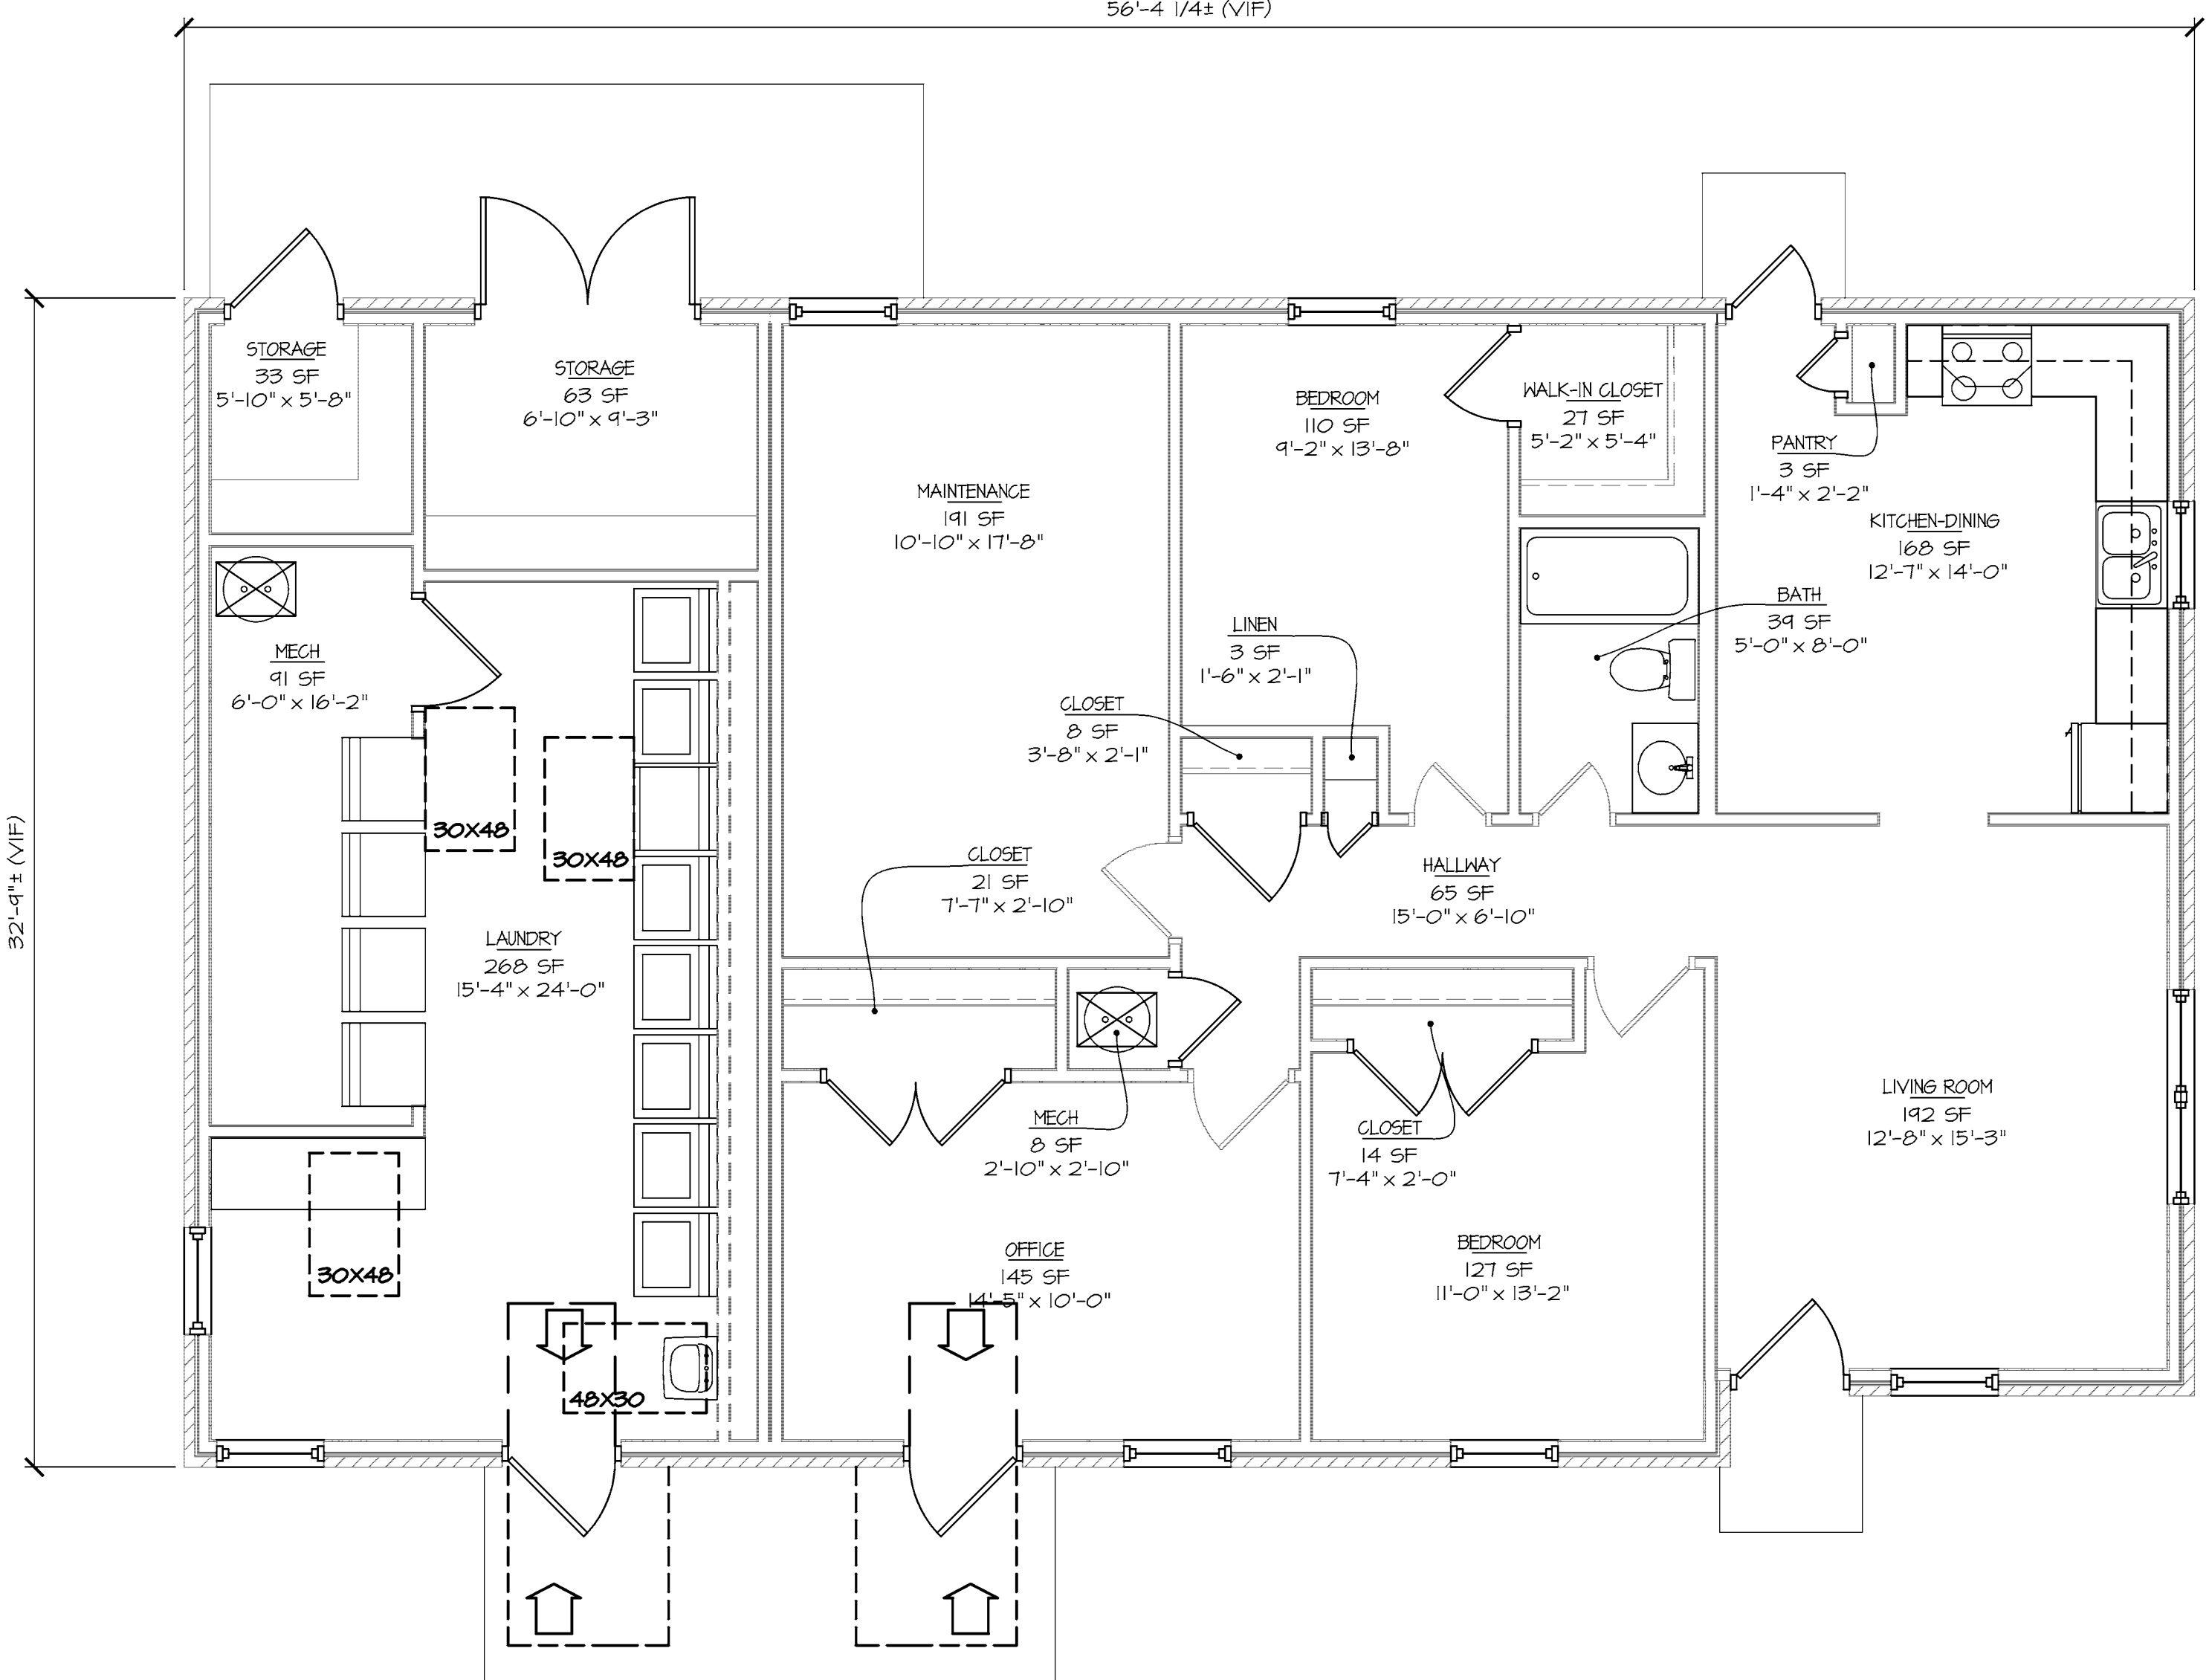 56'-4 1/4± (VIF)
32'-9"± (VIF)
STORAGE
33 SF
5'-10" x 5'-8"
STORAGE
63 SF
6'-10" x 9'-3"
MAINTENANCE
191 SF
10'-10" x 17'-8"
BEDROOM
110 SF
9'-2" x 13'-8"
WALK-IN CLOSET
27 SF
5'-2" x 5'-4"
PANTRY
3 SF
1'-4" x 2'-2"
KITCHEN-DINING
168 SF
12'-7" x 14'-0"
BATH
39 SF
5'-0" x 8'-0"
LINEN
3 SF
1'-6" x 2'-1"
MECH
91 SF
6'-0" x 16'-2"
CLOSET
8 SF
3'-8" x 2'-1"
30X48
30X48
CLOSET
21 SF
7'-7" x 2'-10"
HALLWAY
65 SF
15'-0" x 6'-10"
LAUNDRY
268 SF
15'-4" x 24'-0"
LIVING ROOM
192 SF
12'-8" x 15'-3"
MECH
8 SF
2'-10" x 2'-10"
CLOSET
14 SF
7'-4" x 2'-0"
OFFICE
145 SF
14'-5" x 10'-0"
BEDROOM
127 SF
11'-0" x 13'-2"
30X48
48X30